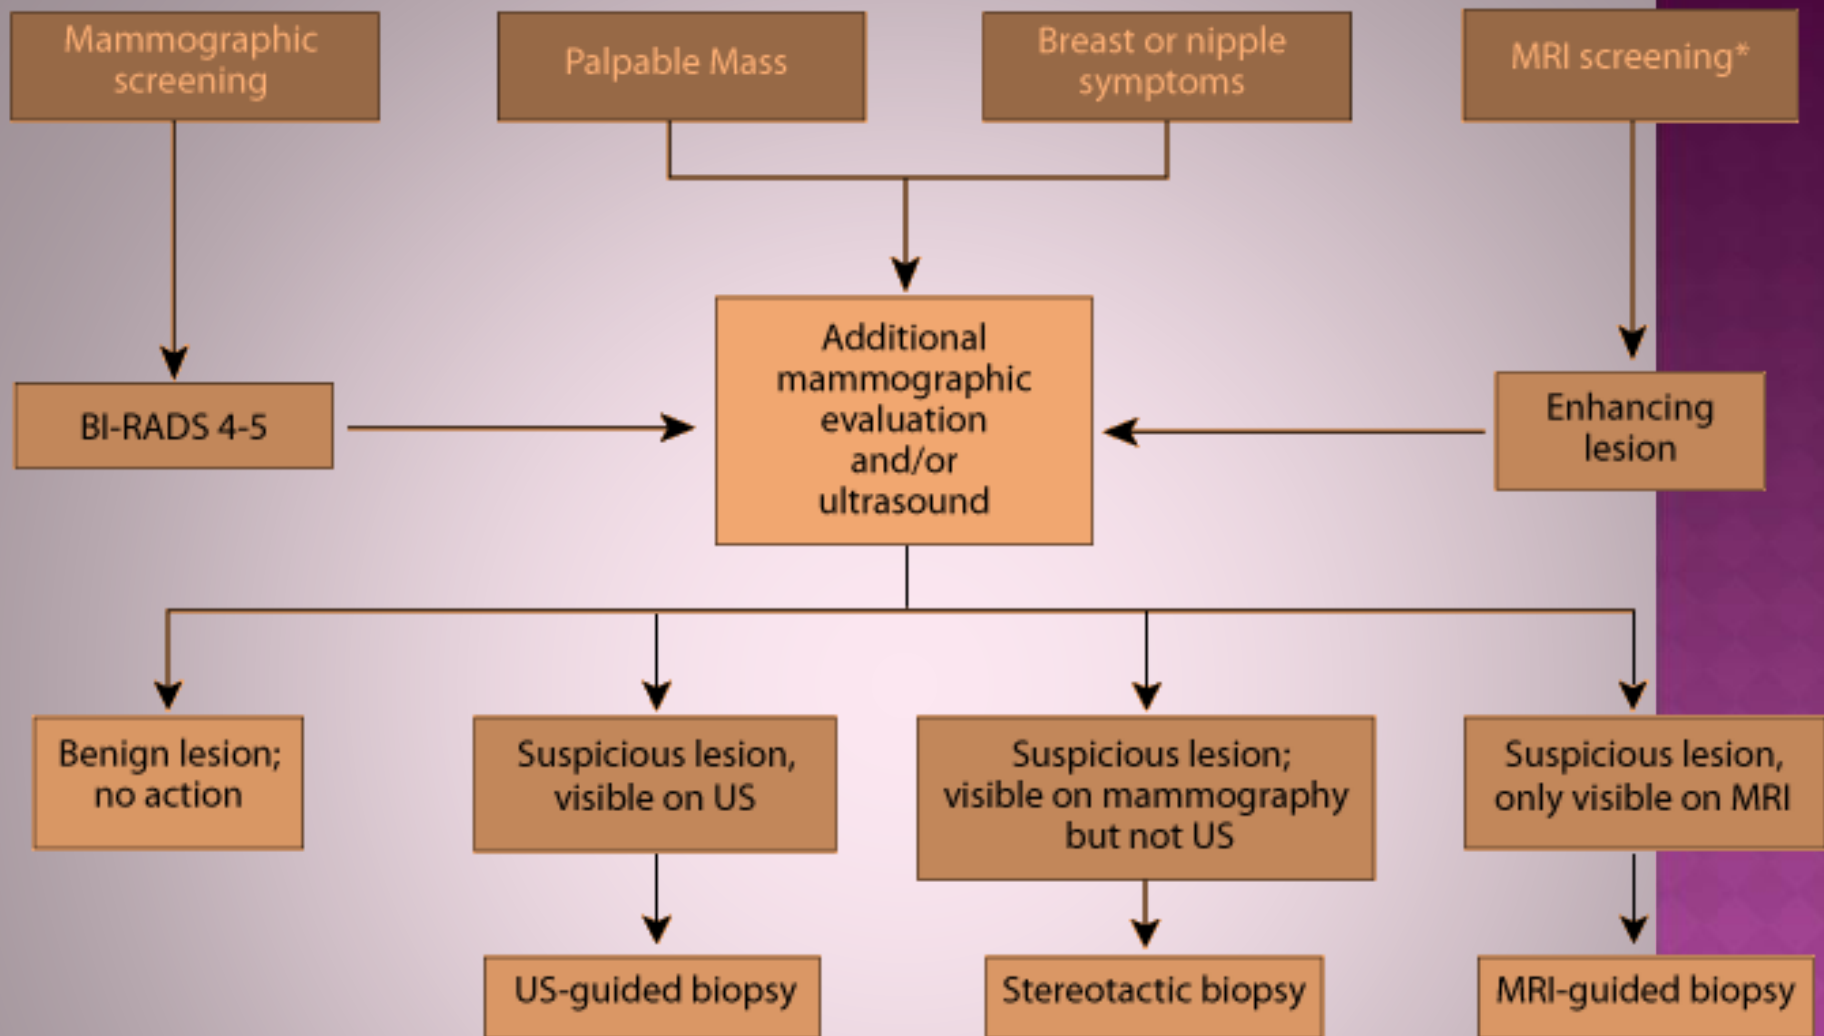 Mammographic
screening
Palpable Mass
Breast or nipple
symptoms
MRI screening*
BI-RADS 4-5
Additional
mammographic
evaluation
and/or
ultrasound
Enhancing
lesion
Benign lesion;
no action
Suspicious lesion,
visible on US
Suspicious lesion;
visible on mammography
but not US
Suspicious lesion,
only visible on MRI
US-guided biopsy
Stereotactic biopsy
MRI-guided biopsy